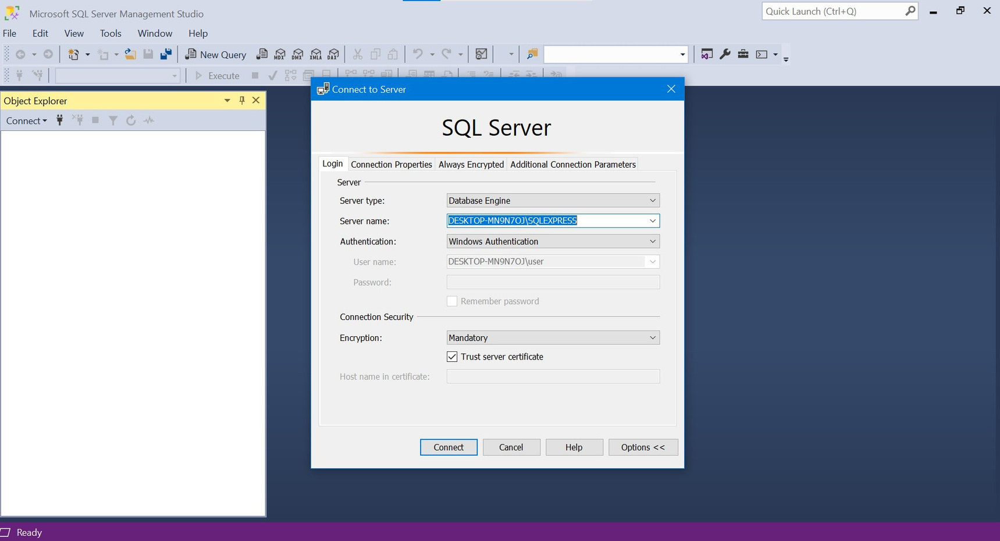 Microsoft SQL Server Management Studio
Quick Launch (Ctrl+Q)
File Edit View Tools Window Help
New Query MDX DMX XMLA DAX
Execute
Object Explorer
Connect
Connect to Server
SQL Server
Login Connection Properties Always Encrypted Additional Connection Parameters
Server
Server type: Database Engine
Server name: DESKTOP-MN9N7OJ\SQLEXPRESS
Authentication: Windows Authentication
User name: DESKTOP-MN9N7OJ\user
Password:
Remember password
Connection Security
Encryption: Mandatory
Trust server certificate
Host name in certificate:
Connect Cancel Help Options <<
Ready